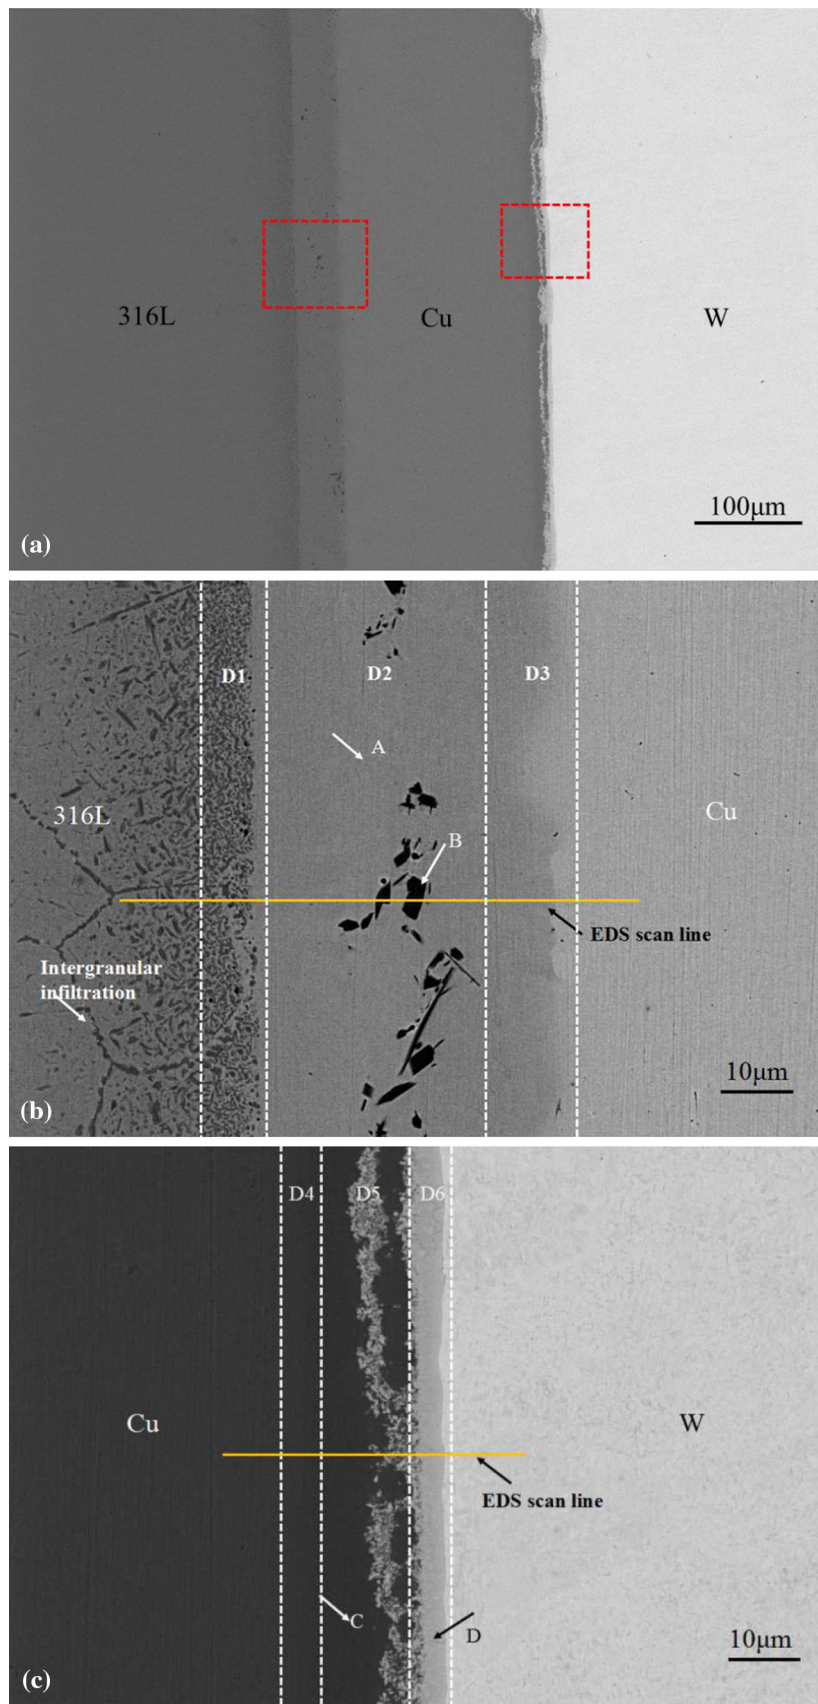 316L
Cu
W
100μm
(a)
D1
D2
D3
A
316L
Cu
B
EDS scan line
Intergranular
infiltration
10μm
(b)
D4
D5
D6
Cu
W
EDS scan line
C
D
10μm
(c)